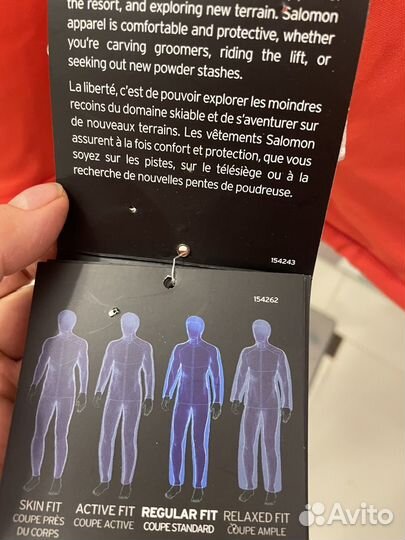 the resort, and exploring new terrain. Salomon
apparel is comfortable and protective, whether
you're carving groomers, riding the lift, or
seeking out new powder stashes.
La liberté, c'est de pouvoir explorer les moindres
recoins du domaine skiable et de s'aventurer sur
de nouveaux terrains. Les vêtements Salomon
assurent à la fois confort et protection, que vous
soyez sur les pistes, sur le télésiège ou à la
recherche de nouvelles pentes de poudreuse.
154243
154262
SKIN FIT
COUPE PRÈS
DU CORPS
ACTIVE FIT
COUPE ACTIVE
REGULAR FIT
COUPE STANDARD
RELAXED FIT
COUPE AMPLE
Avito